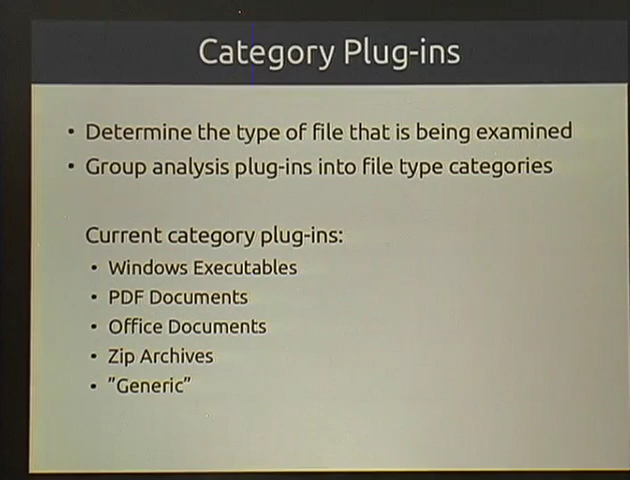 Category Plug-ins
• Determine the type of file that is being examined
• Group analysis plug-ins into file type categories
Current category plug-ins:
• Windows Executables
• PDF Documents
• Office Documents
• Zip Archives
• ”Generic”